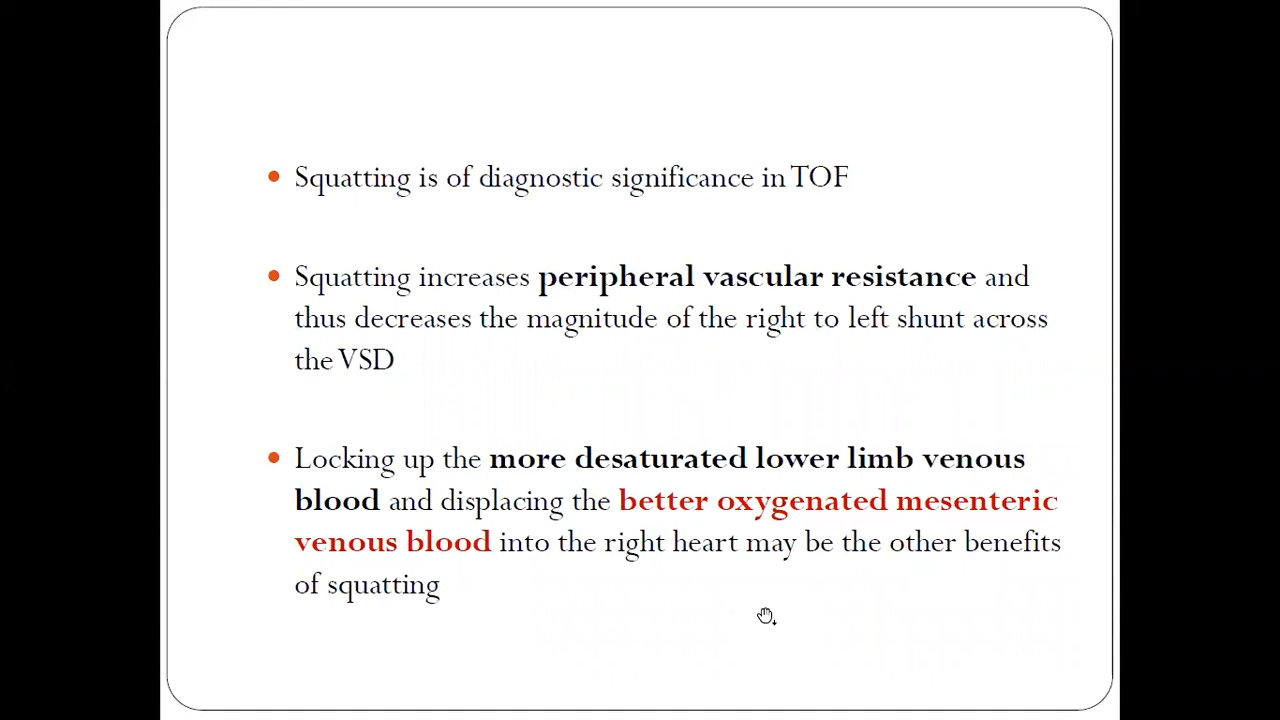 Squatting is of diagnostic significance in TOF
Squatting increases peripheral vascular resistance and
thus decreases the magnitude of the right to left shunt across
the VSD
Locking up the more desaturated lower limb venous
blood and displacing the better oxygenated mesenteric
venous blood into the right heart may be the other benefits
of squatting